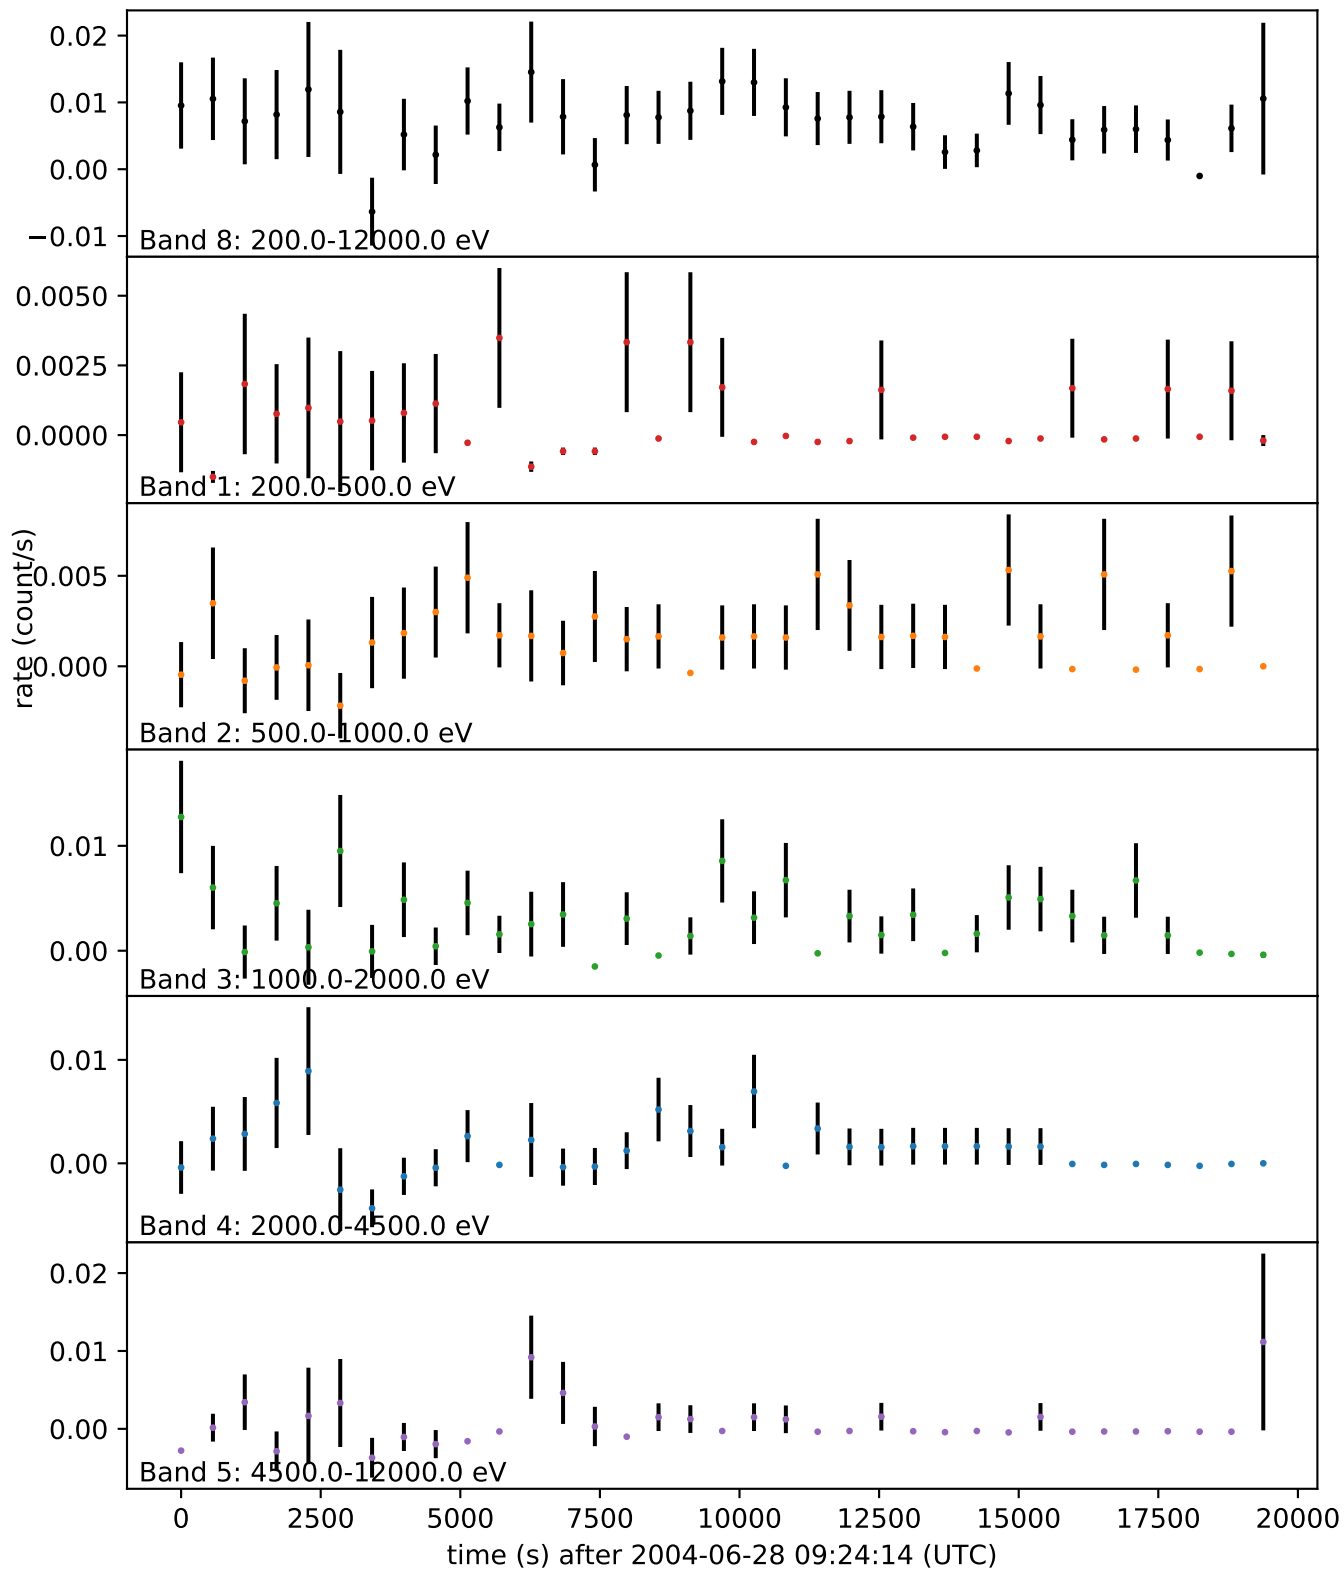 0.02
0.01
0.00
−0.01
Band 8: 200.0-12000.0 eV
0.0050
0.0025
0.0000
Band 1: 200.0-500.0 eV
rate (count/s)
0.005
0.000
Band 2: 500.0-1000.0 eV
0.01
0.00
Band 3: 1000.0-2000.0 eV
0.01
0.00
Band 4: 2000.0-4500.0 eV
0.02
0.01
0.00
Band 5: 4500.0-12000.0 eV
0 2500 5000 7500 10000 12500 15000 17500 20000
time (s) after 2004-06-28 09:24:14 (UTC)